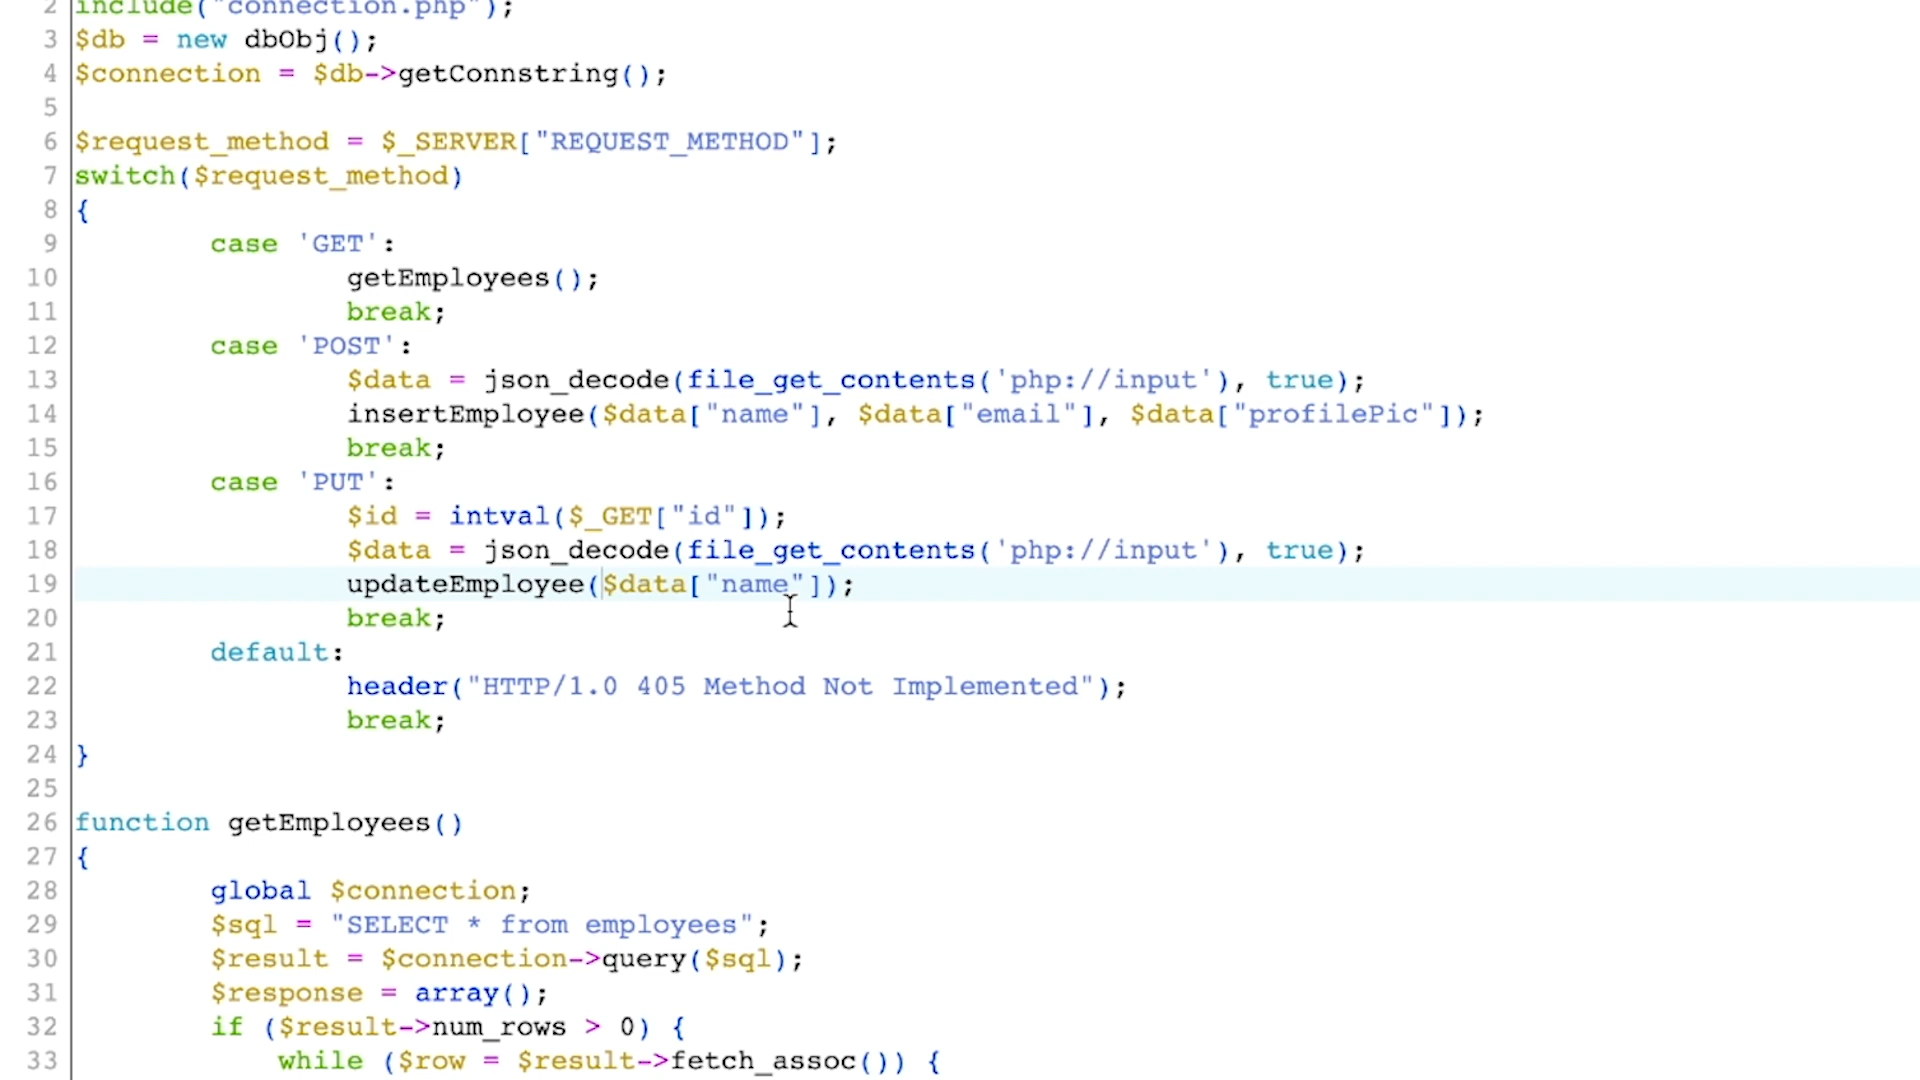 2 include("connection.php");
3 $db = new dbObj();
4 $connection = $db->getConnstring();
5
6 $request_method = $_SERVER["REQUEST_METHOD"];
7 switch($request_method)
8 {
9 case 'GET':
10 getEmployees();
11 break;
12 case 'POST':
13 $data = json_decode(file_get_contents('php://input'), true);
14 insertEmployee($data["name"], $data["email"], $data["profilePic"]);
15 break;
16 case 'PUT':
17 $id = intval($_GET["id"]);
18 $data = json_decode(file_get_contents('php://input'), true);
19 updateEmployee($data["name"]);
20 break;
21 default:
22 header("HTTP/1.0 405 Method Not Implemented");
23 break;
24 }
25
26 function getEmployees()
27 {
28 global $connection;
29 $sql = "SELECT * from employees";
30 $result = $connection->query($sql);
31 $response = array();
32 if ($result->num_rows > 0) {
33 while ($row = $result->fetch_assoc()) {